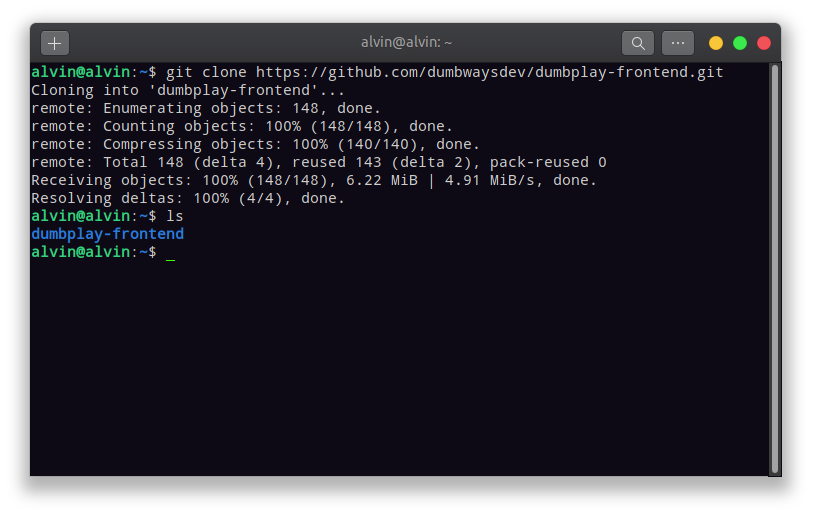 alvin@alvin: ~
alvin@alvin:~$ git clone https://github.com/dumbwaysdev/dumbplay-frontend.git
Cloning into 'dumbplay-frontend'...
remote: Enumerating objects: 148, done.
remote: Counting objects: 100% (148/148), done.
remote: Compressing objects: 100% (140/140), done.
remote: Total 148 (delta 4), reused 143 (delta 2), pack-reused 0
Receiving objects: 100% (148/148), 6.22 MiB | 4.91 MiB/s, done.
Resolving deltas: 100% (4/4), done.
alvin@alvin:~$ ls
dumbplay-frontend
alvin@alvin:~$ _